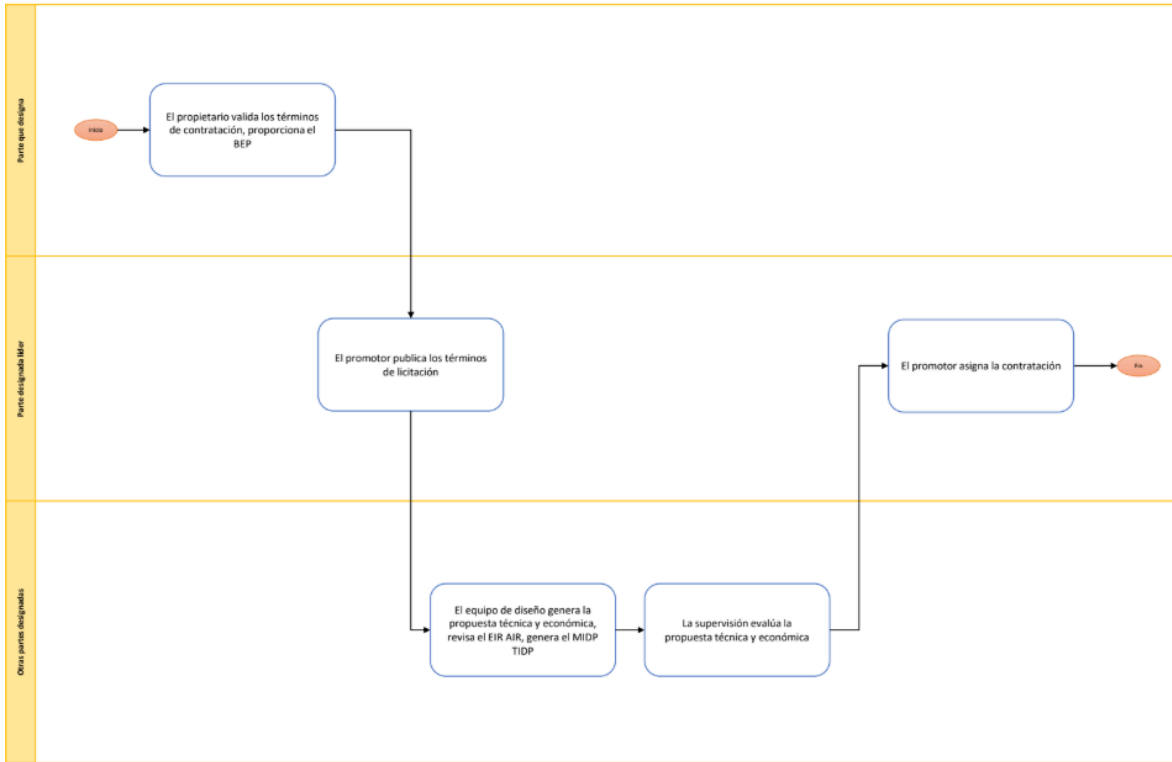 Parte que designa
Inicio
El propietario valida los términos
de contratación, proporciona el
BEP
Parte designada líder
El promotor publica los términos
de licitación
El promotor asigna la contratación
Fin
Otras partes designadas
El equipo de diseño genera la
propuesta técnica y económica,
revisa el EIR AIR, genera el MIDP
TIDP
La supervisión evalúa la
propuesta técnica y económica